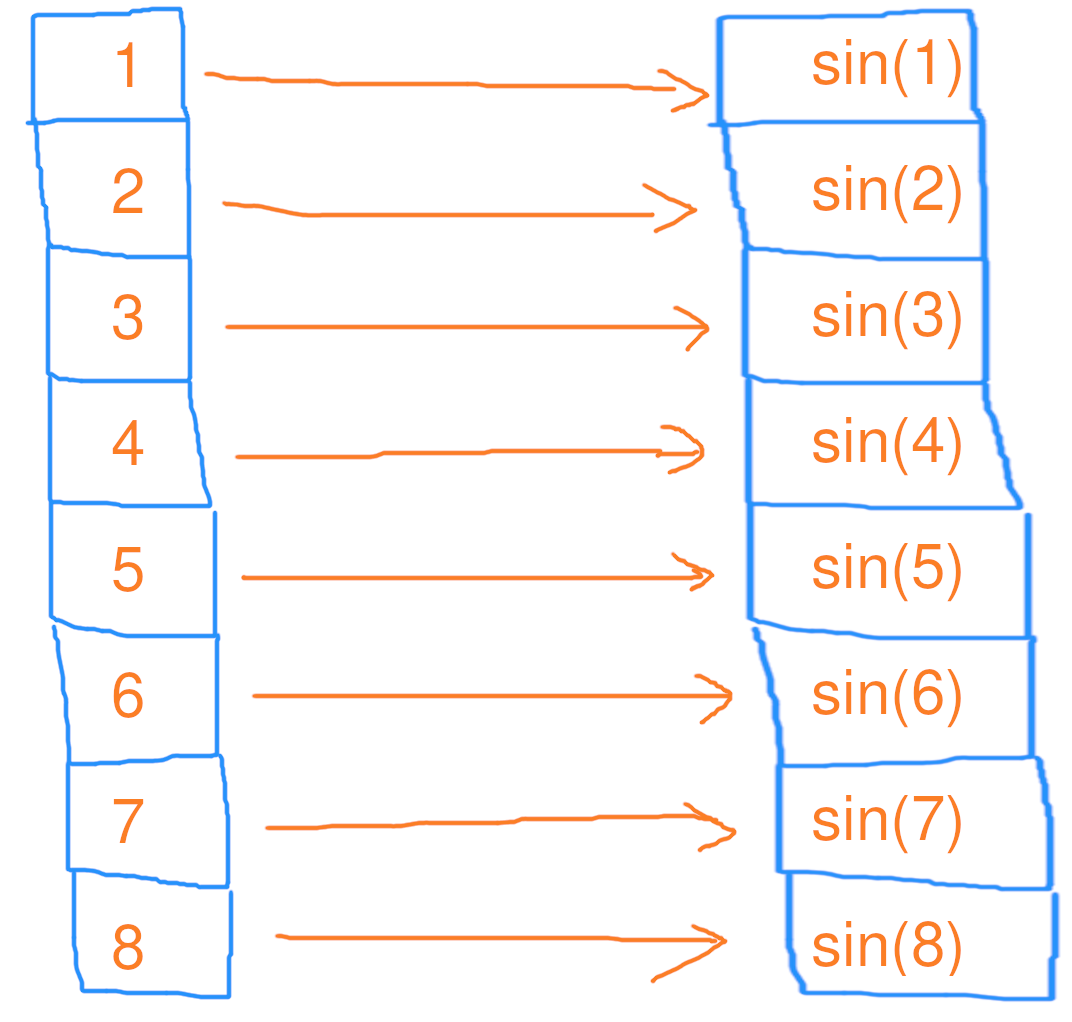 1 sin(1)
2 sin(2)
3 sin(3)
4 sin(4)
5 sin(5)
6 sin(6)
7 sin(7)
8 sin(8)